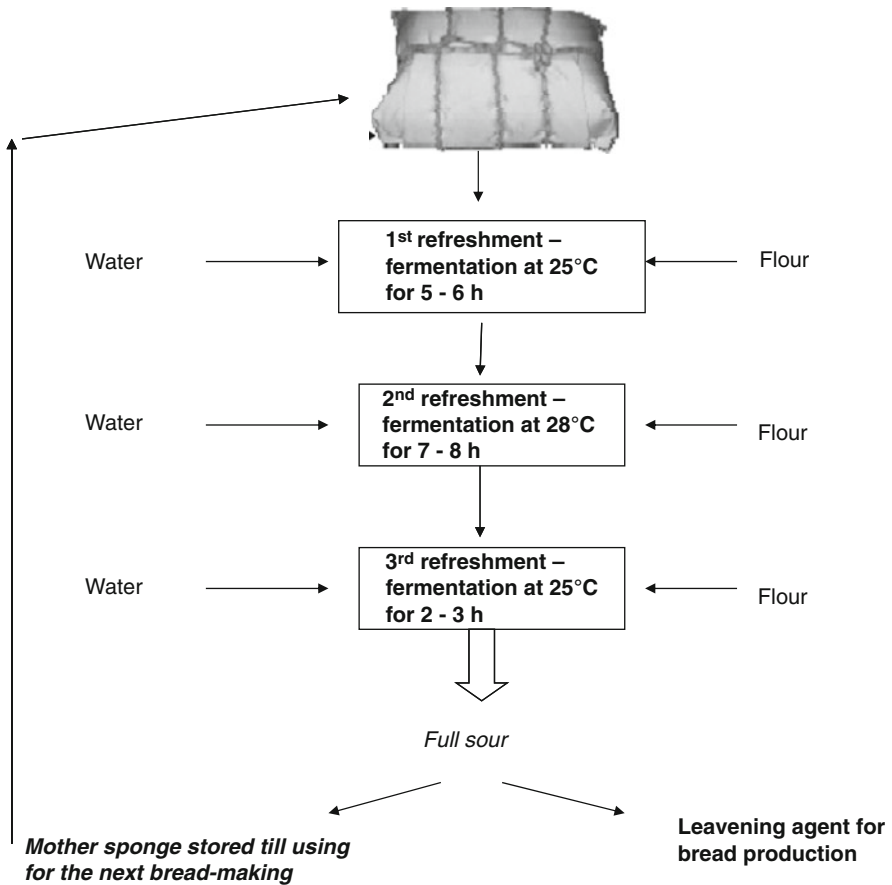 Water
1st refreshment –
fermentation at 25°C
for 5 - 6 h
Flour
Water
2nd refreshment –
fermentation at 28°C
for 7 - 8 h
Flour
Water
3rd refreshment –
fermentation at 25°C
for 2 - 3 h
Flour
Full sour
Mother sponge stored till using
for the next bread-making
Leavening agent for
bread production